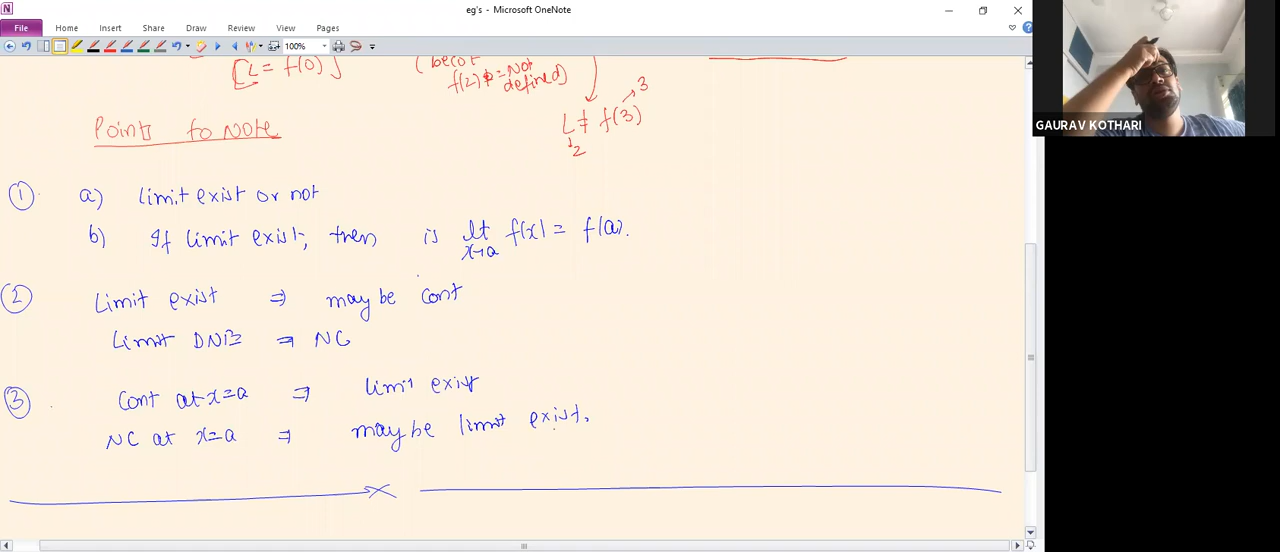 eg's - Microsoft OneNote
File Home Insert Share Draw Review View
100%
[L = f(0)]
f(2) = Not defined)
L ≠ f(3) → 3
2
Points to Note
GAURAV KOTHARI
① a) Limit exist or not
b) If limit exist, then is lt x→a f(x) = f(a).
② Limit exist ⇒ may be cont
Limit DNE ⇒ NC
③ Cont at x=a ⇒ limit exist
NC at x=a ⇒ may be limit exist.